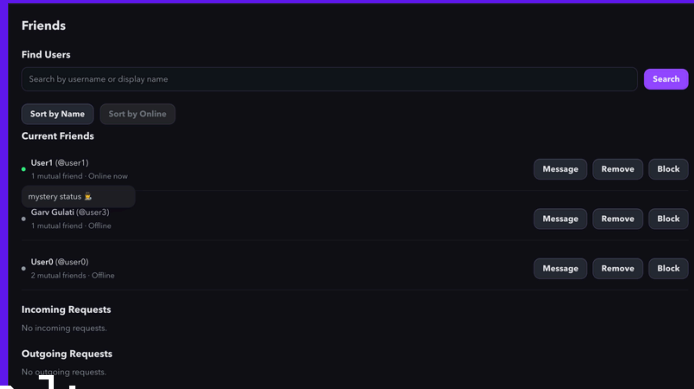 Friends
Find Users
Search by username or display name
Search
Sort by Name
Sort by Online
Current Friends
User1 (@user1)
1 mutual friend · Online now
Message
Remove
Block
mystery status 🕵️
Garv Gulati (@user3)
1 mutual friend · Offline
Message
Remove
Block
User0 (@user0)
2 mutual friends · Offline
Message
Remove
Block
Incoming Requests
No incoming requests.
Outgoing Requests
No outgoing requests.